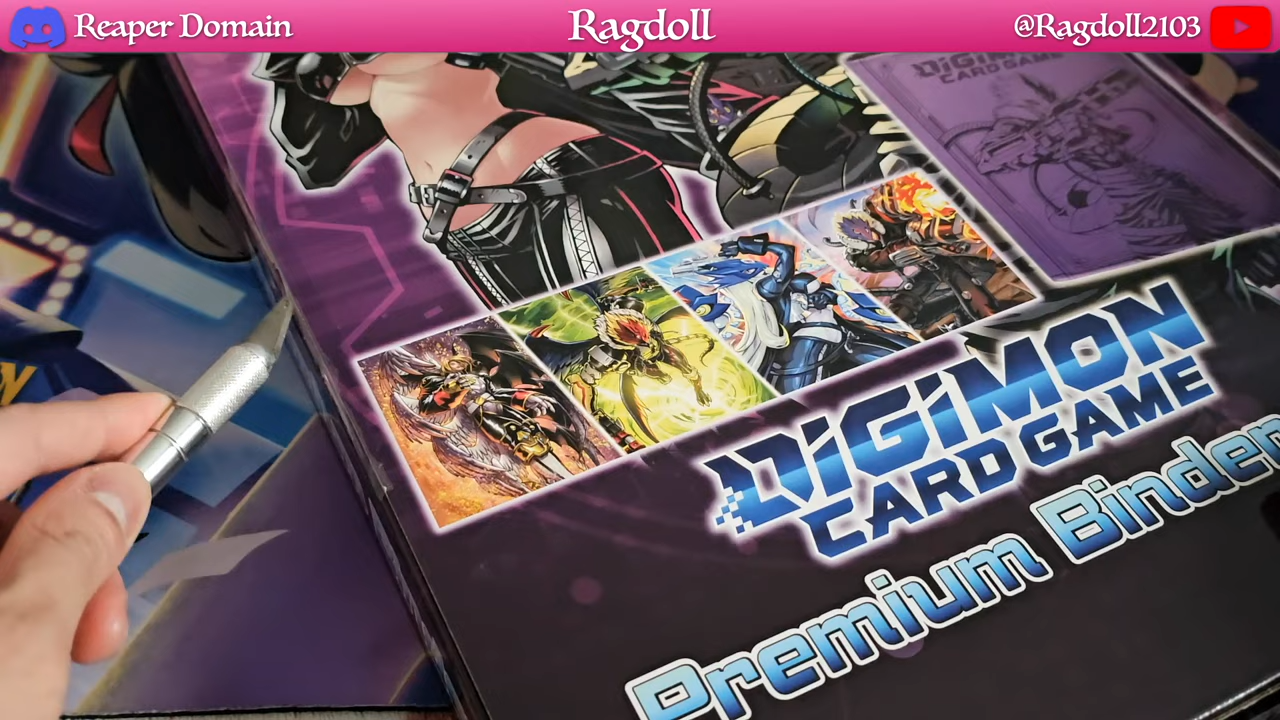 Reaper Domain
Ragdoll
@Ragdoll2103
DIGIMON
CARD GAME
DIGIMON
CARD GAME
Premium Binder